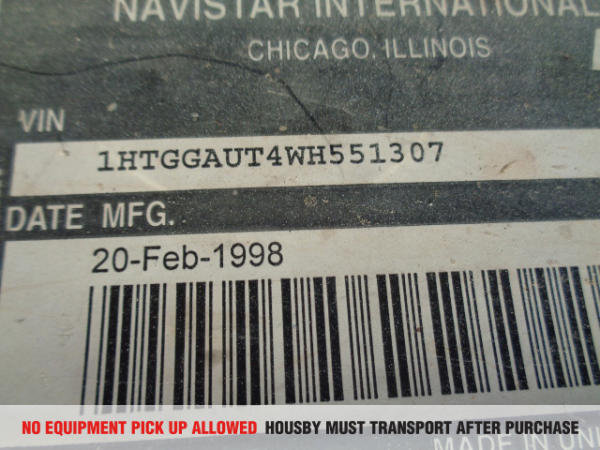 NAVISTAR INTERNATIONAL
CHICAGO, ILLINOIS
VIN
1HTGGAUT4WH551307
DATE MFG.
20-Feb-1998
NO EQUIPMENT PICK UP ALLOWED HOUSBY MUST TRANSPORT AFTER PURCHASE
MADE IN